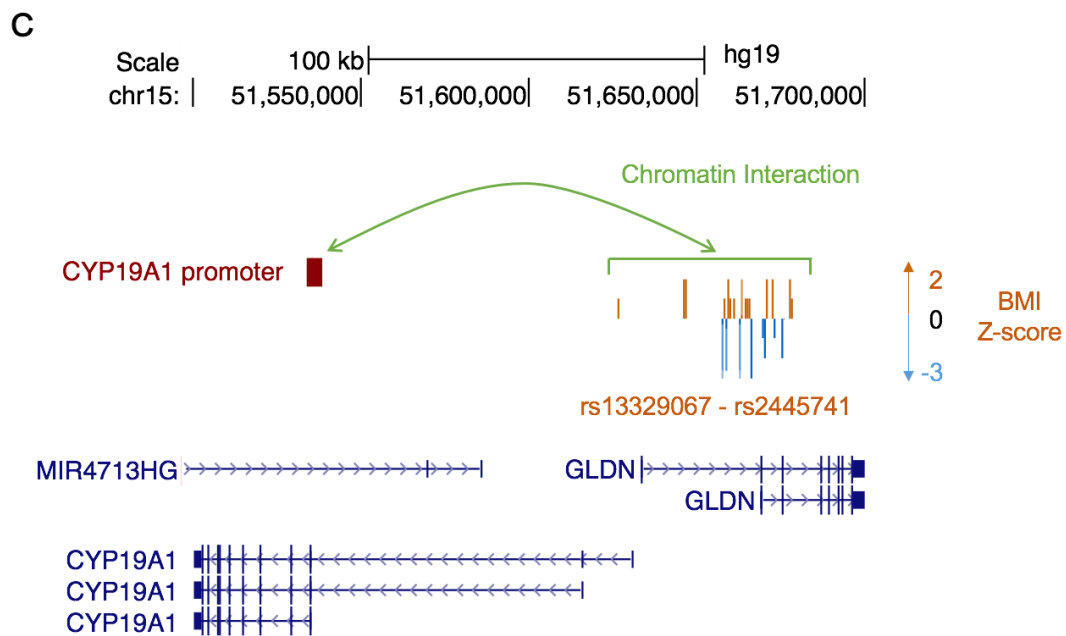 C
Scale 100 kb hg19
chr15: 51,550,000 51,600,000 51,650,000 51,700,000
Chromatin Interaction
CYP19A1 promoter
2
0
-3
BMI
Z-score
rs13329067 - rs2445741
MIR4713HG GLDN
GLDN
CYP19A1
CYP19A1
CYP19A1